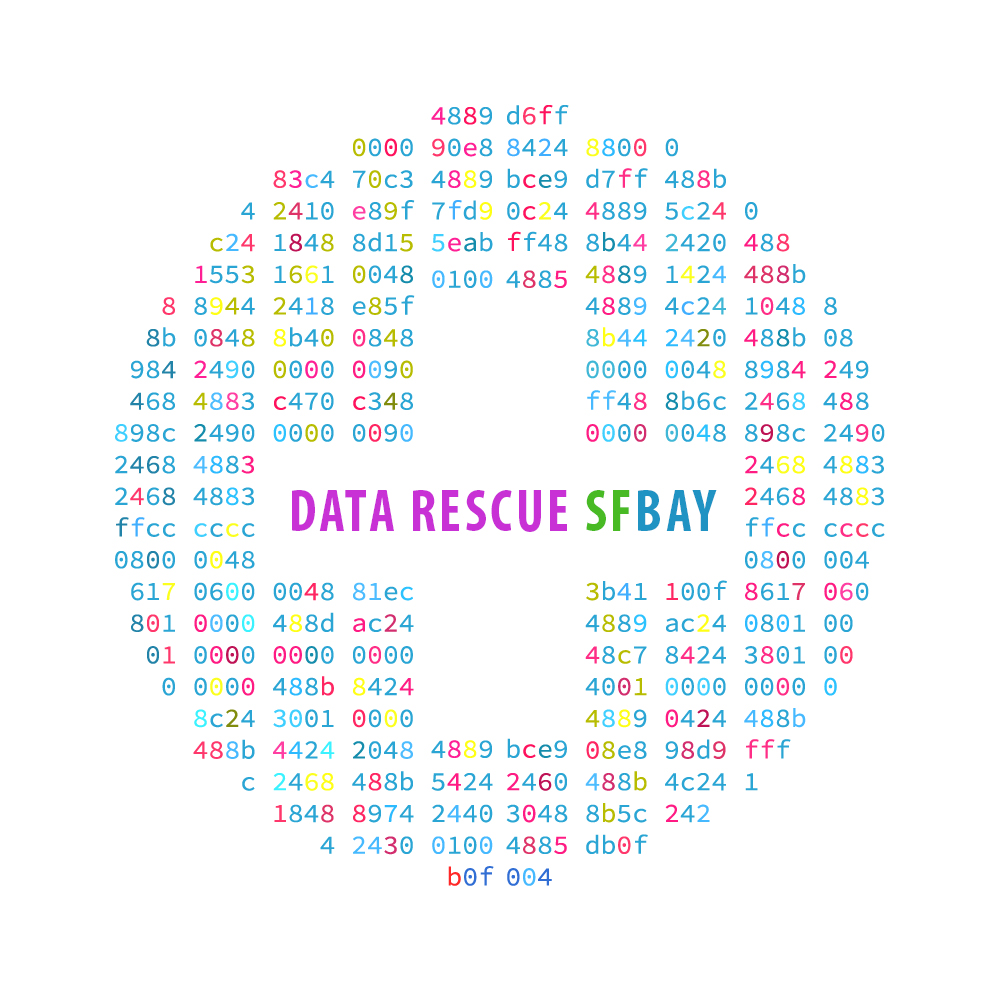 4889 d6ff
0000 90e8 8424 8800 0
83c4 70c3 4889 bce9 d7ff 488b
4 2410 e89f 7fd9 0c24 4889 5c24 0
c24 1848 8d15 5eab ff48 8b44 2420 488
1553 1661 0048 0100 4885 4889 1424 488b
8 8944 2418 e85f 4889 4c24 1048 8
8b 0848 8b40 0848 8b44 2420 488b 08
984 2490 0000 0090 0000 0048 8984 249
468 4883 c470 c348 ff48 8b6c 2468 488
898c 2490 0000 0090 0000 0048 898c 2490
2468 4883 2468 4883
2468 4883 DATA RESCUE SFBAY 2468 4883
ffcc cccc ffcc cccc
0800 0048 0800 004
617 0600 0048 81ec 3b41 100f 8617 060
801 0000 488d ac24 4889 ac24 0801 00
01 0000 0000 0000 48c7 8424 3801 00
0 0000 488b 8424 4001 0000 0000 0
8c24 3001 0000 4889 0424 488b
488b 4424 2048 4889 bce9 08e8 98d9 fff
c 2468 488b 5424 2460 488b 4c24 1
1848 8974 2440 3048 8b5c 242
4 2430 0100 4885 db0f
b0f 004